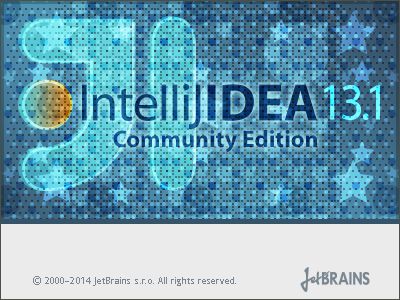 IntelliJ IDEA 13.1
Community Edition
© 2000–2014 JetBrains s.r.o. All rights reserved.
JetBRAINS